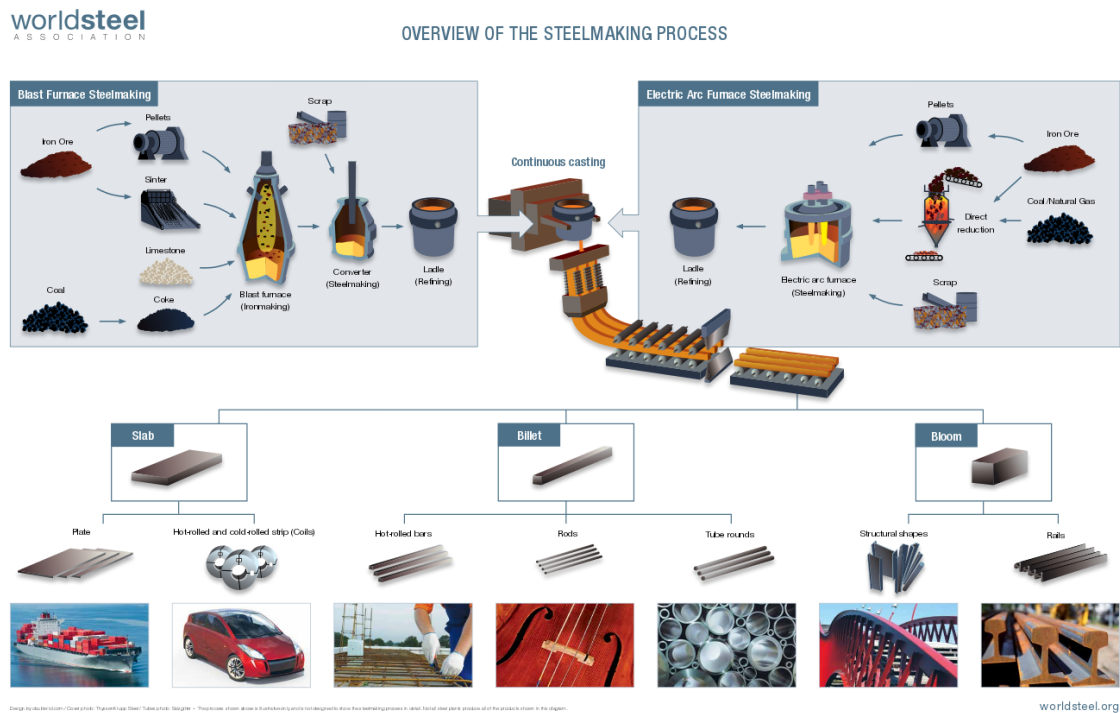 worldsteel
ASSOCIATION
OVERVIEW OF THE STEELMAKING PROCESS
Blast Furnace Steelmaking
Iron Ore
Pellets
Sinter
Limestone
Coal
Coke
Blast furnace
(Ironmaking)
Scrap
Converter
(Steelmaking)
Ladle
(Refining)
Continuous casting
Electric Arc Furnace Steelmaking
Pellets
Iron Ore
Coal /Natural Gas
Direct
reduction
Scrap
Electric arc furnace
(Steelmaking)
Ladle
(Refining)
Slab
Billet
Bloom
Plate
Hot-rolled and cold-rolled strip (Coils)
Hot-rolled bars
Rods
Tube rounds
Structural shapes
Rails
worldsteel.org